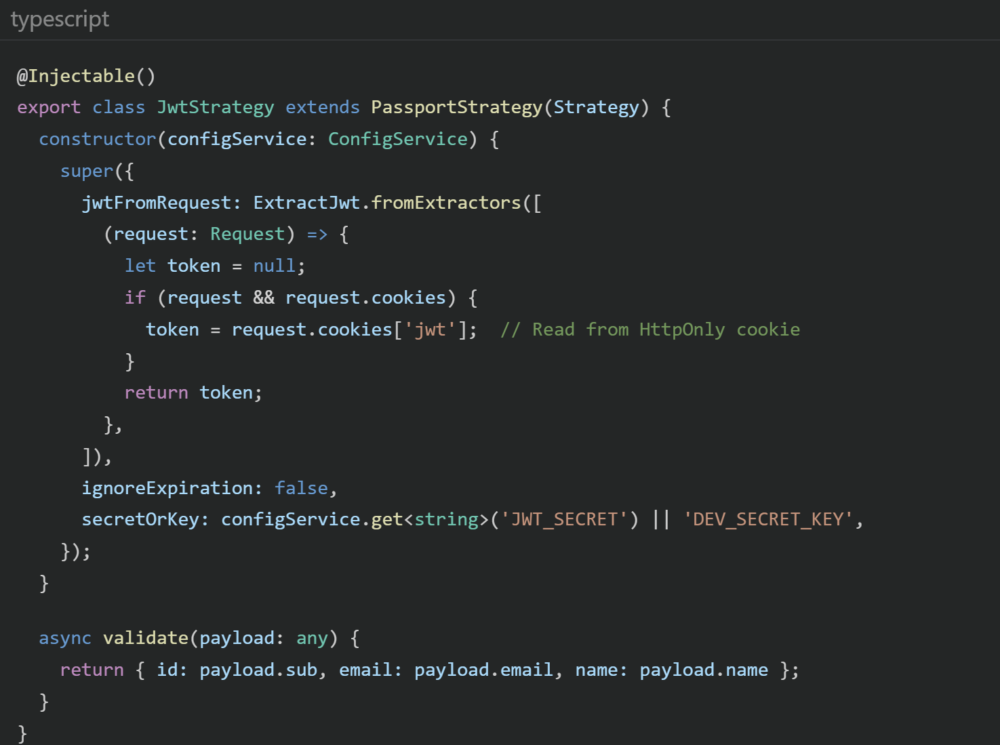 typescript
@Injectable()
export class JwtStrategy extends PassportStrategy(Strategy) {
  constructor(configService: ConfigService) {
    super({
      jwtFromRequest: ExtractJwt.fromExtractors([
        (request: Request) => {
          let token = null;
          if (request && request.cookies) {
            token = request.cookies['jwt'];  // Read from HttpOnly cookie
          }
          return token;
        },
      ]),
      ignoreExpiration: false,
      secretOrKey: configService.get<string>('JWT_SECRET') || 'DEV_SECRET_KEY',
    });
  }

  async validate(payload: any) {
    return { id: payload.sub, email: payload.email, name: payload.name };
  }
}